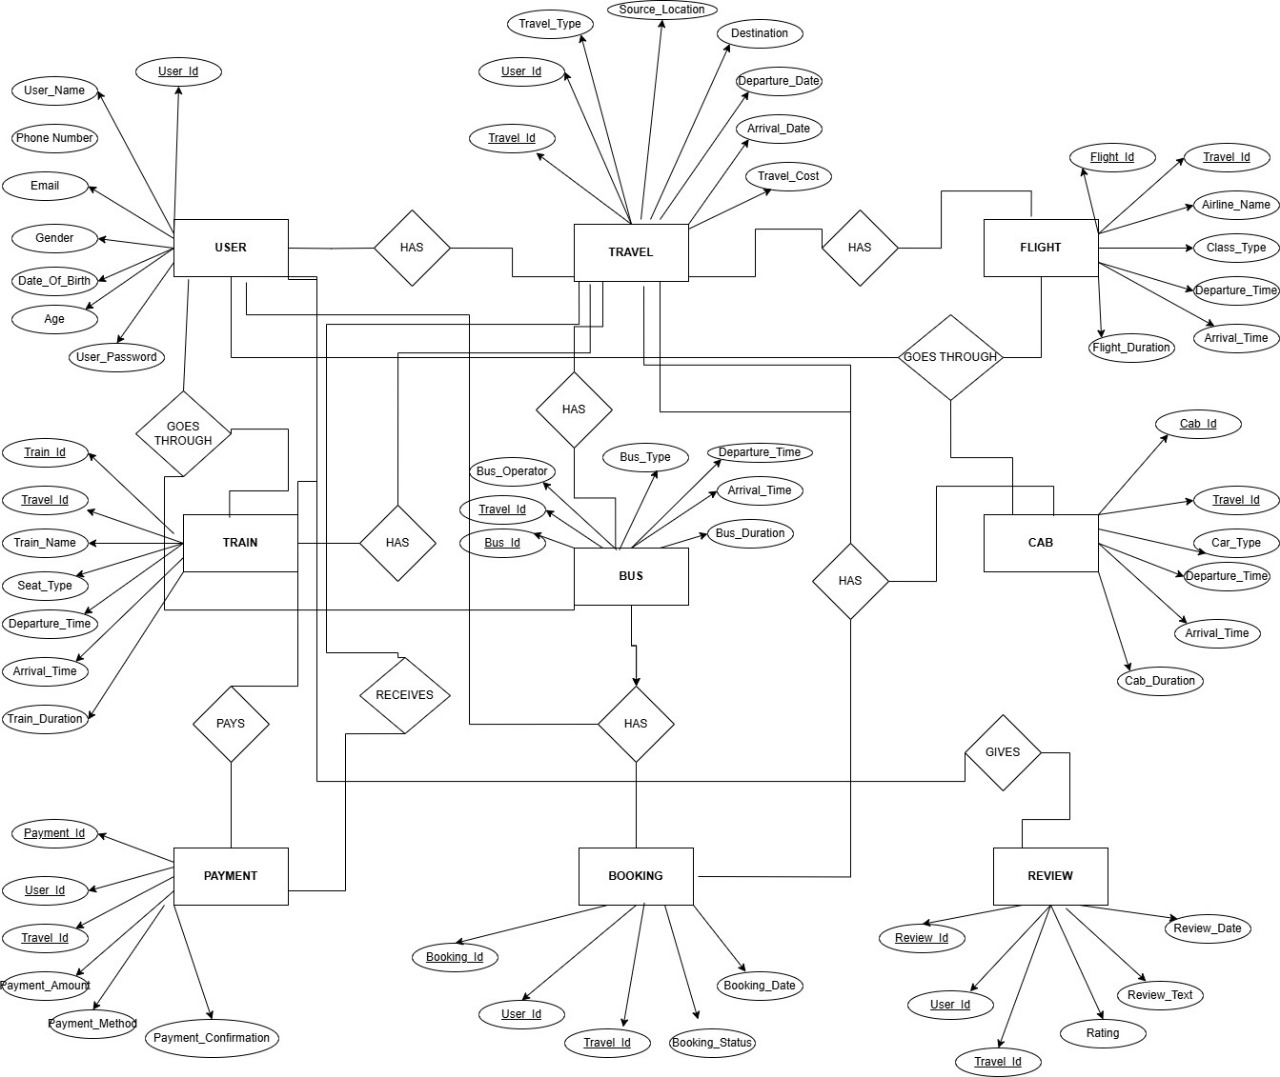 Source_Location
Travel_Type
Destination
User_Id
User_Id
Departure_Date
User_Name
Phone Number
Travel_Id
Arrival_Date
Flight_Id
Travel_Id
Email
Travel_Cost
Airline_Name
Gender
USER
HAS
TRAVEL
HAS
FLIGHT
Class_Type
Date_Of_Birth
Departure_Time
Age
User_Password
Flight_Duration
Arrival_Time
GOES THROUGH
HAS
GOES
THROUGH
Cab_Id
Train_Id
Bus_Type
Departure_Time
Bus_Operator
Arrival_Time
Travel_Id
Travel_Id
Travel_Id
Train_Name
TRAIN
HAS
Bus_Id
Bus_Duration
CAB
Car_Type
Seat_Type
BUS
HAS
Departure_Time
Departure_Time
Arrival_Time
Arrival_Time
Cab_Duration
Train_Duration
PAYS
RECEIVES
HAS
GIVES
Payment_Id
PAYMENT
BOOKING
REVIEW
User_Id
Travel_Id
Review_Id
Review_Date
Booking_Id
Payment_Amount
Booking_Date
Review_Text
User_Id
User_Id
Payment_Method
Payment_Confirmation
Travel_Id
Booking_Status
Rating
Travel_Id